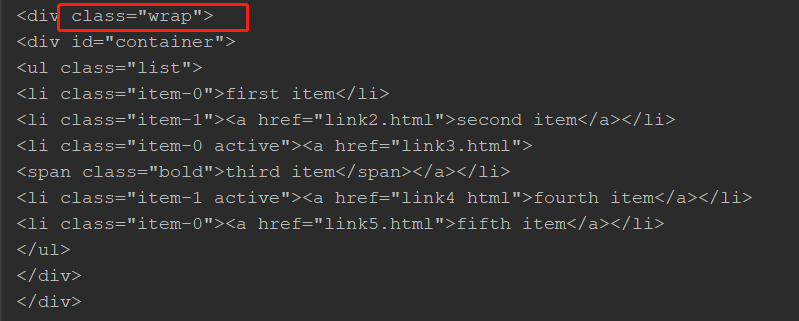 <div class="wrap">
<div id="container">
<ul class="list">
<li class="item-0">first item</li>
<li class="item-1"><a href="link2.html">second item</a></li>
<li class="item-0 active"><a href="link3.html">
<span class="bold">third item</span></a></li>
<li class="item-1 active"><a href="link4 html">fourth item</a></li>
<li class="item-0"><a href="link5.html">fifth item</a></li>
</ul>
</div>
</div>